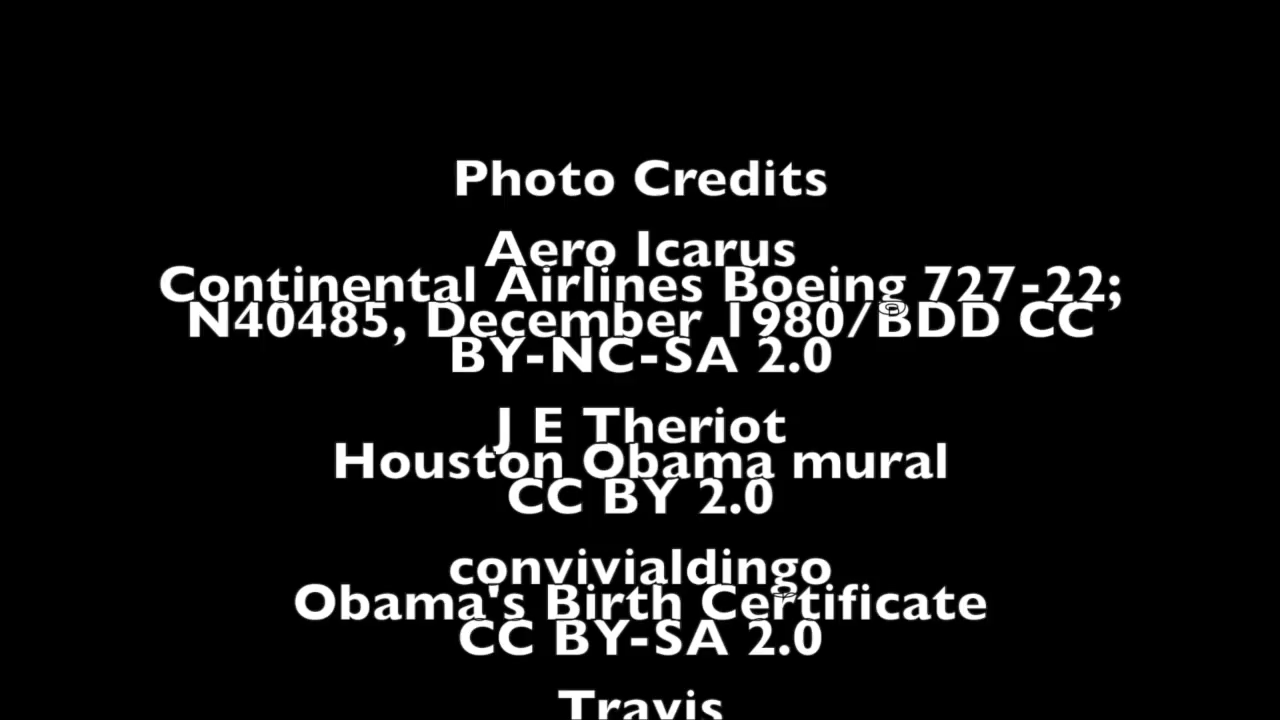 Photo Credits
Aero Icarus
Continental Airlines Boeing 727-22;
N40485, December 1980/BDD CC
BY-NC-SA 2.0
J E Theriot
Houston Obama mural
CC BY 2.0
convivialdingo
Obama's Birth Certificate
CC BY-SA 2.0
Travis